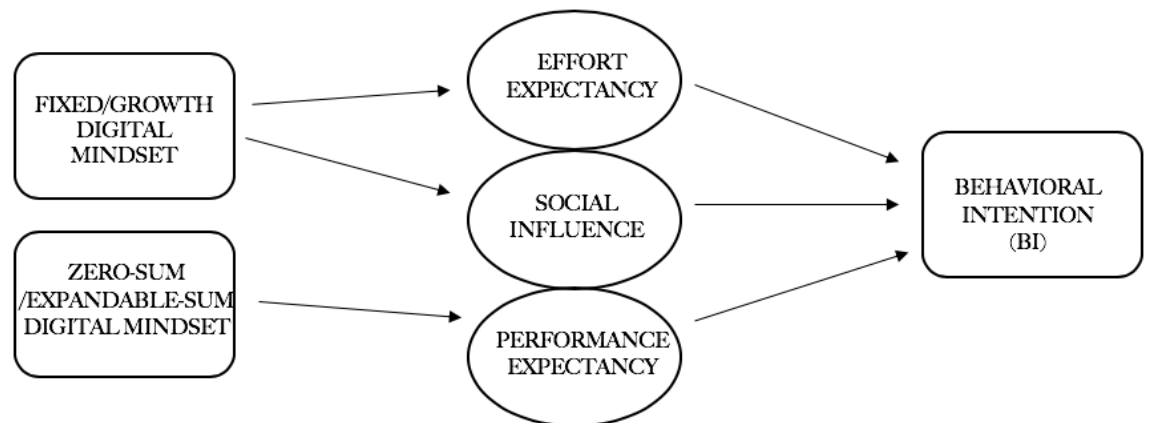 FIXED/GROWTH
DIGITAL
MINDSET
ZERO-SUM
/EXPANDABLE-SUM
DIGITAL MINDSET
EFFORT
EXPECTANCY
SOCIAL
INFLUENCE
PERFORMANCE
EXPECTANCY
BEHAVIORAL
INTENTION
(BI)